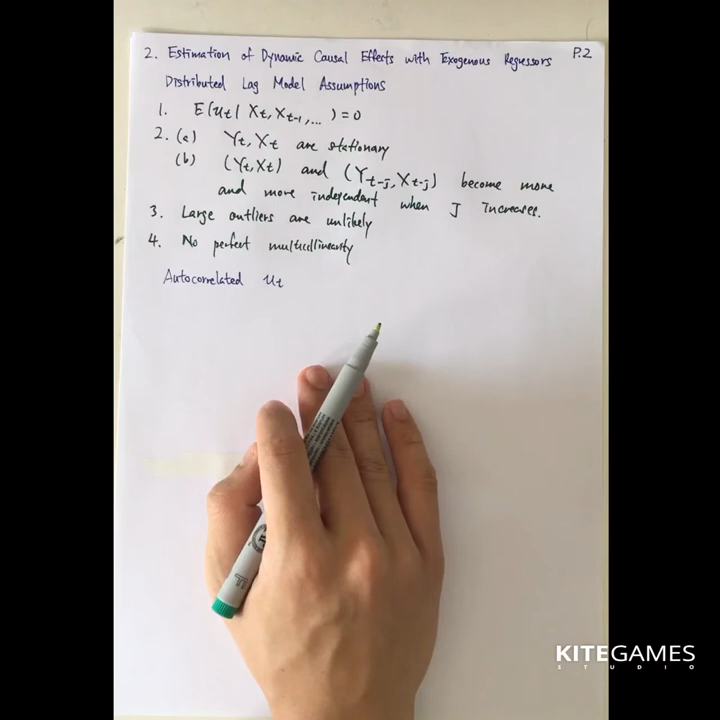 2. Estimation of Dynamic Causal Effects with Exogenous Regressors P.2
Distributed Lag Model Assumptions
1. E(ut | Xt, Xt-1, ... ) = 0
2. (a) Yt, Xt are stationary
(b) (Yt, Xt) and (Yt-j, Xt-j) become more
and more independent when J increases.
3. Large outliers are unlikely
4. No perfect multicollinearity
Autocorrelated ut
KITEGAMES
STUDIO